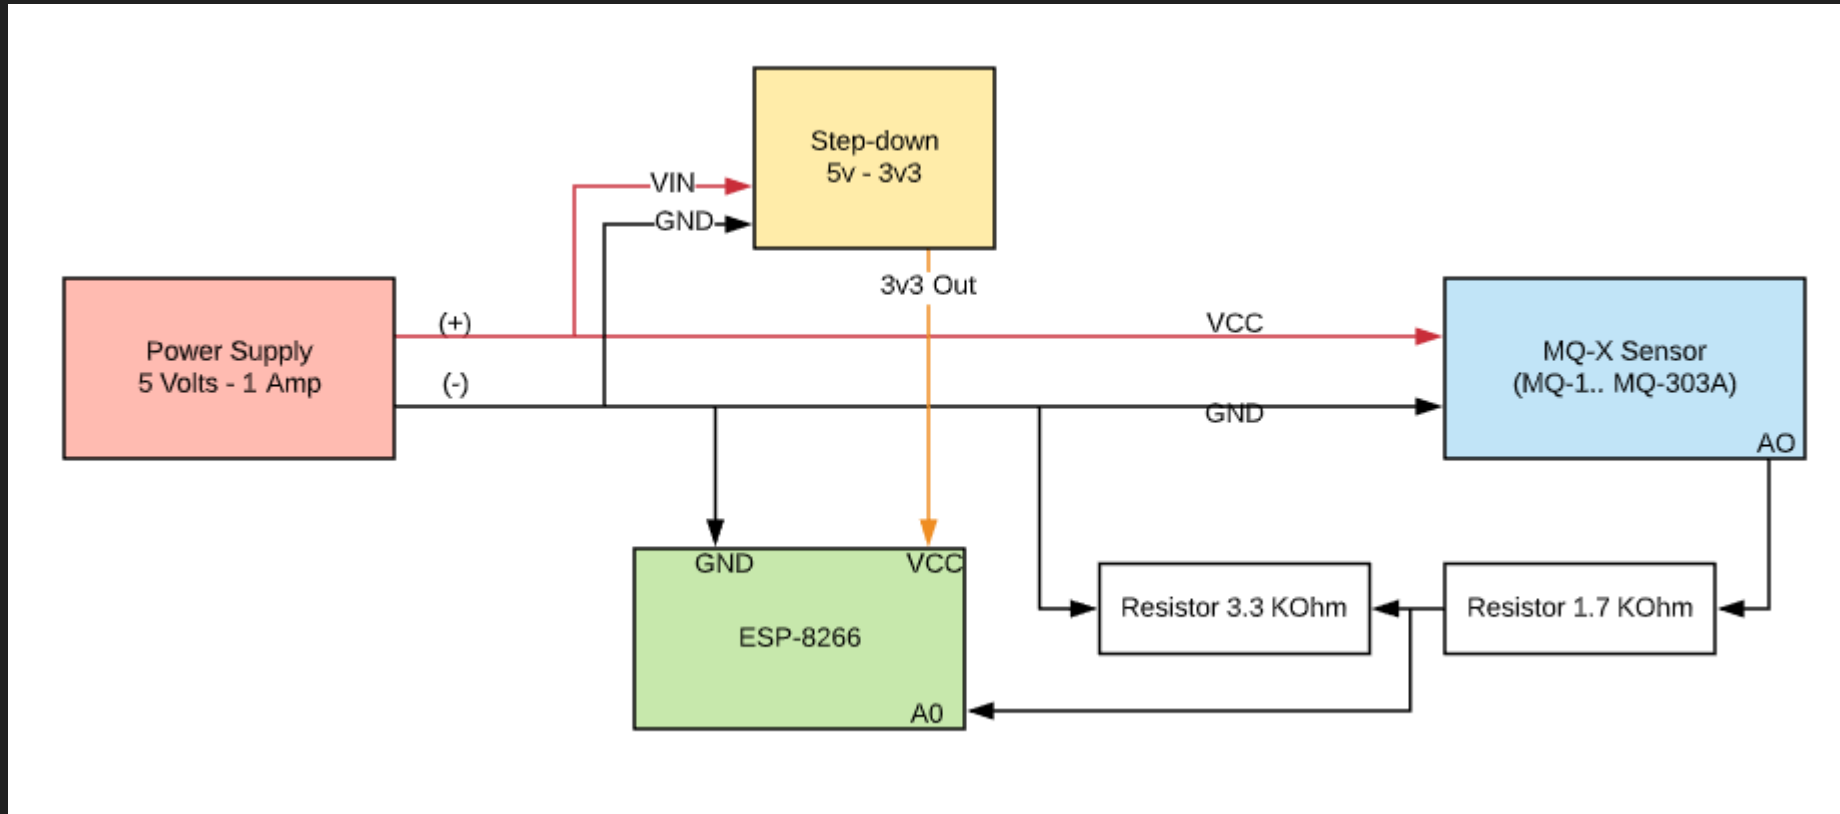 Step-down
5v - 3v3
VIN
GND
3v3 Out
(+)
VCC
Power Supply
5 Volts - 1 Amp
(-)
MQ-X Sensor
(MQ-1.. MQ-303A)
GND
AO
GND
VCC
ESP-8266
A0
Resistor 3.3 KOhm
Resistor 1.7 KOhm